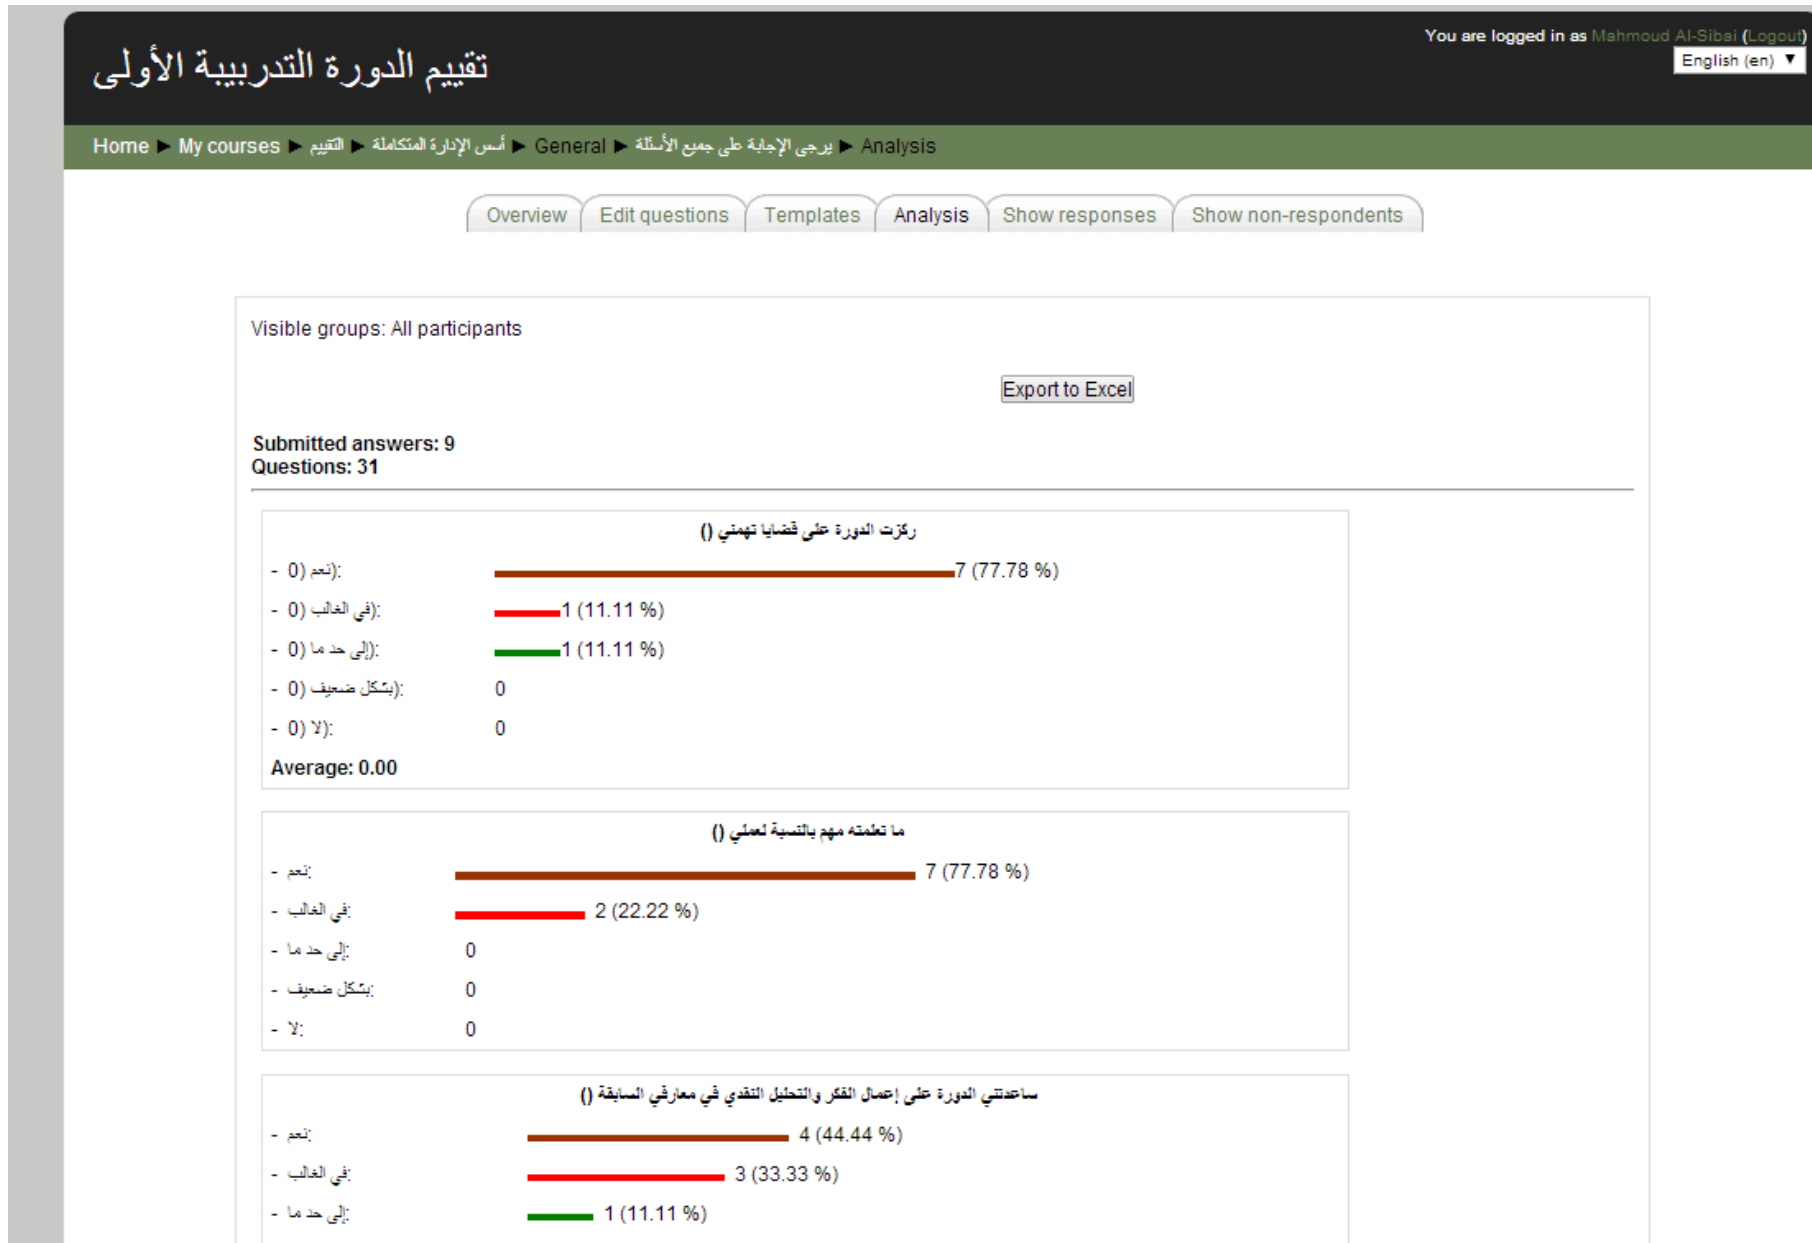 You are logged in as Mahmoud Al-Sibai (Logout)
English (en) ▼
تقييم الدورة التدربيبة الأولى
Home ► My courses ► التقييم ◄ أسس الإدارة المتكاملة ◄ General ► يرجى الإجابة على جميع الأسئلة ◄ Analysis
Overview Edit questions Templates Analysis Show responses Show non-respondents
Visible groups: All participants
Export to Excel
Submitted answers: 9
Questions: 31
ركزت الدورة على قضايا تهمني ()
- نعم (0): 7 (77.78 %)
- في الغالب (0): 1 (11.11 %)
- إلى حد ما (0): 1 (11.11 %)
- بشكل ضعيف (0): 0
- لا (0): 0
Average: 0.00
ما تعلمته مهم بالنسبة لعملي ()
- نعم: 7 (77.78 %)
- في الغالب: 2 (22.22 %)
- إلى حد ما: 0
- بشكل ضعيف: 0
- لا: 0
ساعدتني الدورة على إعمال الفكر والتحليل النقدي في معارفي السابقة ()
- نعم: 4 (44.44 %)
- في الغالب: 3 (33.33 %)
- إلى حد ما: 1 (11.11 %)